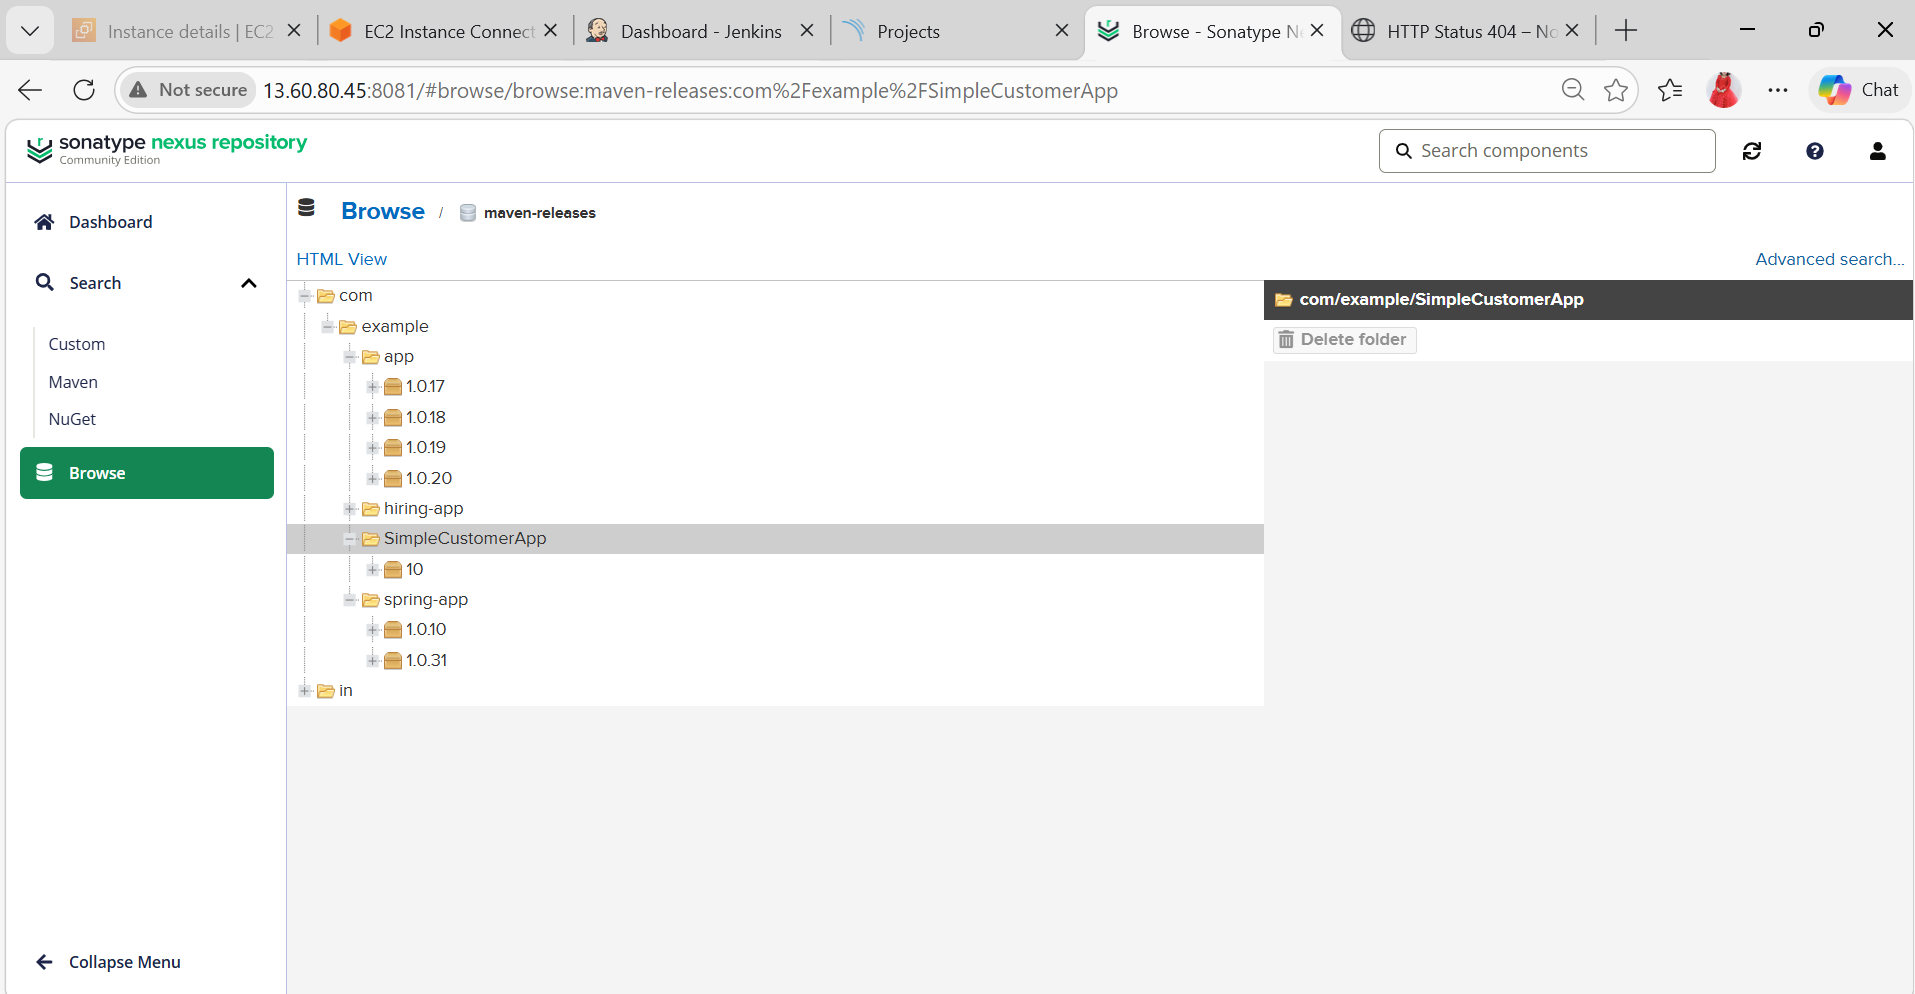 Instance details | EC2
EC2 Instance Connect
Dashboard - Jenkins
Projects
Browse - Sonatype Ne
HTTP Status 404 – No
Not secure
13.60.80.45:8081/#browse/browse:maven-releases:com%2Fexample%2FSimpleCustomerApp
Chat
sonatype nexus repository
Community Edition
Search components
Dashboard
Search
Custom
Maven
NuGet
Browse
Collapse Menu
Browse / maven-releases
HTML View
Advanced search...
com
example
app
1.0.17
1.0.18
1.0.19
1.0.20
hiring-app
SimpleCustomerApp
10
spring-app
1.0.10
1.0.31
in
com/example/SimpleCustomerApp
Delete folder